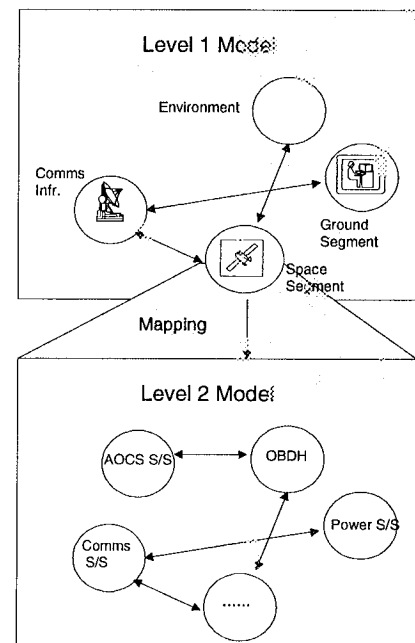 Level 1 Model
Environment
Comms
Infr.
Ground
Segment
Space
Segment
Mapping
Level 2 Model
AOCS S/S
OBDH
Power S/S
Comms
S/S
......